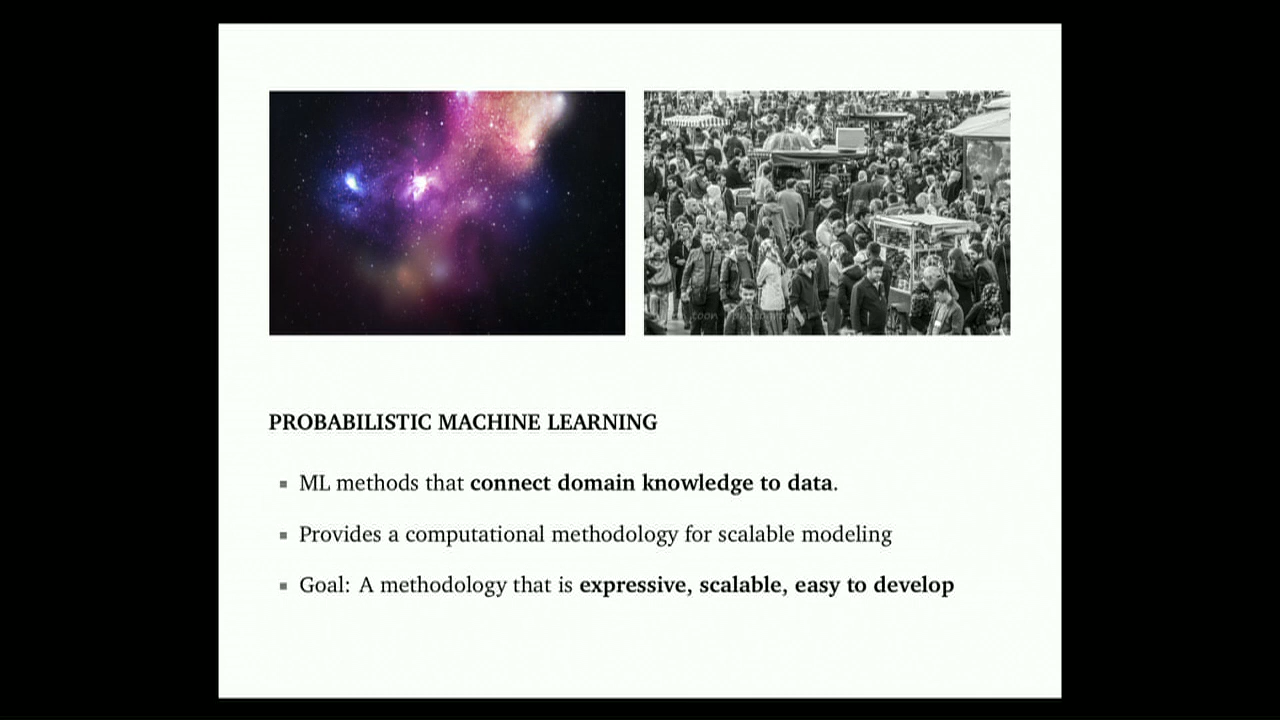 PROBABILISTIC MACHINE LEARNING
ML methods that connect domain knowledge to data.
Provides a computational methodology for scalable modeling
Goal: A methodology that is expressive, scalable, easy to develop